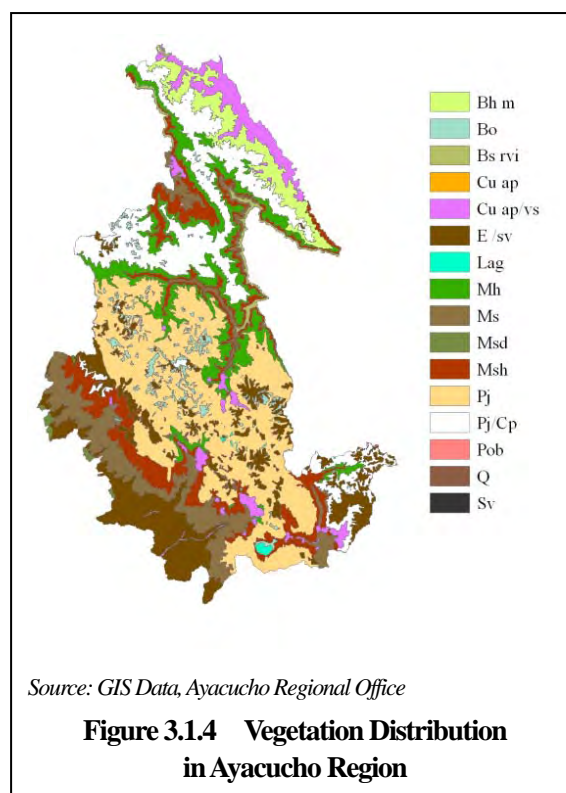 Bh m
Bo
Bs rvi
Cu ap
Cu ap/vs
E /sv
Lag
Mh
Ms
Msd
Msh
Pj
Pj/Cp
Pob
Q
Sv
Source: GIS Data, Ayacucho Regional Office
Figure 3.1.4 Vegetation Distribution
in Ayacucho Region